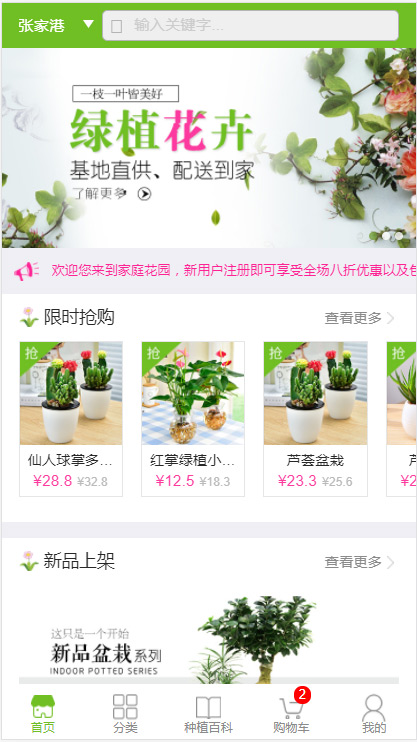 张家港
输入关键字...
一枝一叶皆美好
绿植花卉
基地直供、配送到家
了解更多
欢迎您来到家庭花园，新用户注册即可享受全场八折优惠以及包
限时抢购
查看更多
抢 抢 抢 抢
仙人球掌多... 红掌绿植小... 芦荟盆栽
¥28.8 ¥32.8 ¥12.5 ¥18.3 ¥23.3 ¥25.6 ¥2
新品上架
查看更多
这只是一个开始
新品盆栽系列
INDOOR POTTED SERIES
2
首页 分类 种植百科 购物车 我的